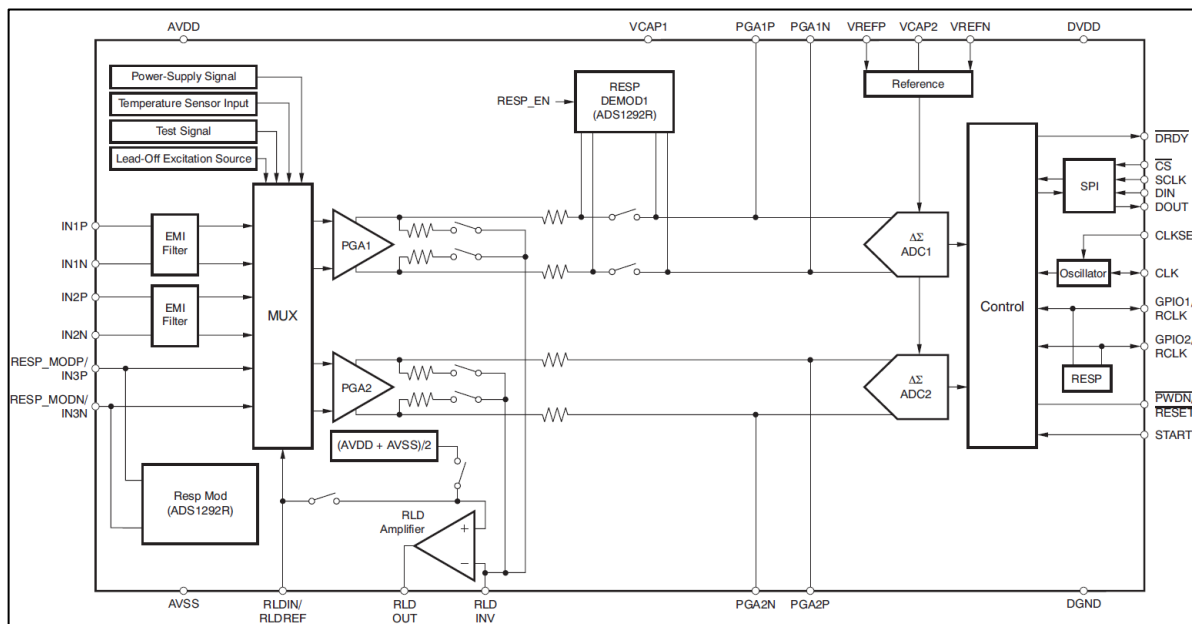 AVDD
VCAP1
PGA1P
PGA1N
VREFP
VCAP2
VREFN
DVDD
Power-Supply Signal
Temperature Sensor Input
Test Signal
Lead-Off Excitation Source
RESP_EN
RESP
DEMOD1
(ADS1292R)
Reference
DRDY
CS
SCLK
DIN
DOUT
SPI
CLKSE
Oscillator
CLK
IN1P
EMI
Filter
IN1N
IN2P
EMI
Filter
IN2N
MUX
PGA1
ΔΣ
ADC1
Control
GPIO1/
RCLK
GPIO2/
RCLK
RESP
RESP_MODP/
IN3P
RESP_MODN/
IN3N
PGA2
ΔΣ
ADC2
PWDN/
RESET
START
(AVDD + AVSS)/2
Resp Mod
(ADS1292R)
RLD
Amplifier
+
−
AVSS
RLDIN/
RLDREF
RLD
OUT
RLD
INV
PGA2N
PGA2P
DGND